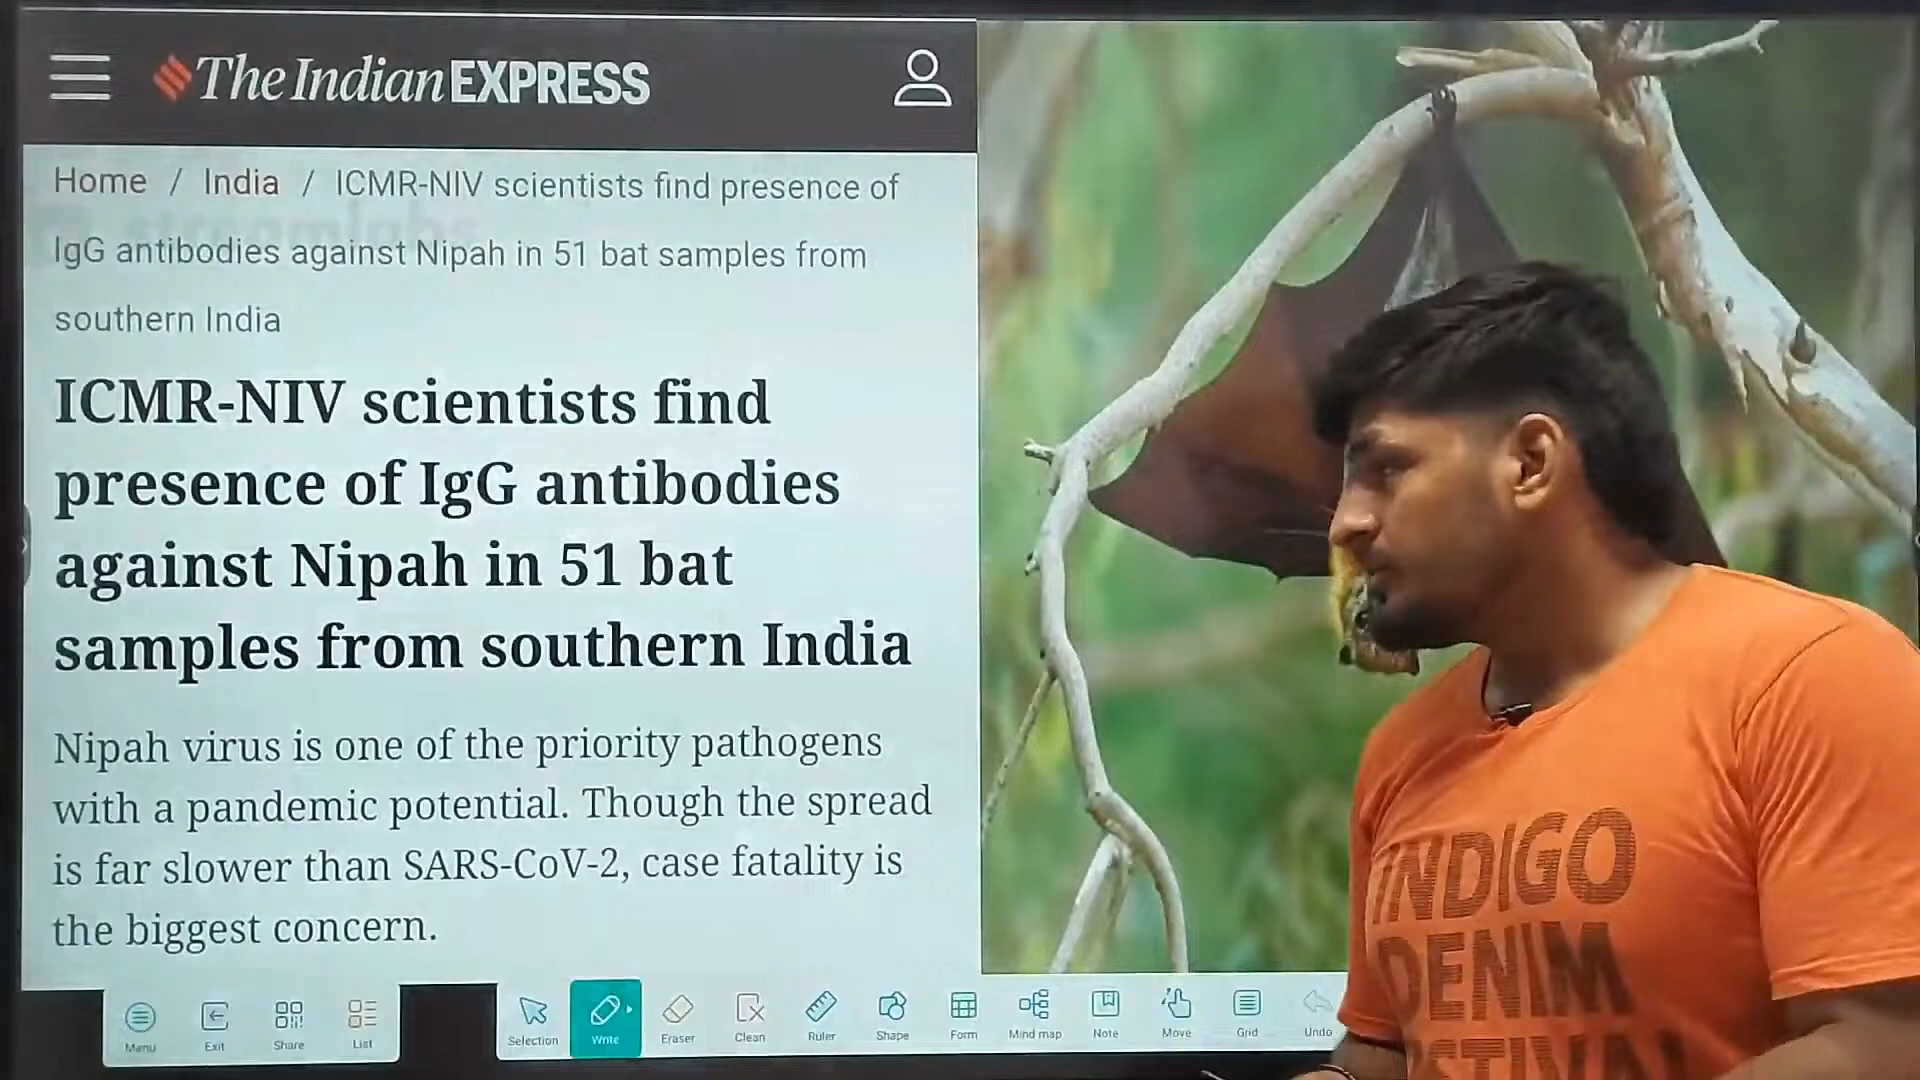 The Indian EXPRESS
Home / India / ICMR-NIV scientists find presence of
IgG antibodies against Nipah in 51 bat samples from
southern India
ICMR-NIV scientists find
presence of IgG antibodies
against Nipah in 51 bat
samples from southern India
Nipah virus is one of the priority pathogens
with a pandemic potential. Though the spread
is far slower than SARS-CoV-2, case fatality is
the biggest concern.
Menu Exit Share List
Selection Write Eraser Clean Ruler Shape Form Mind map Note Move Grid Undo
INDIGO
DENIM